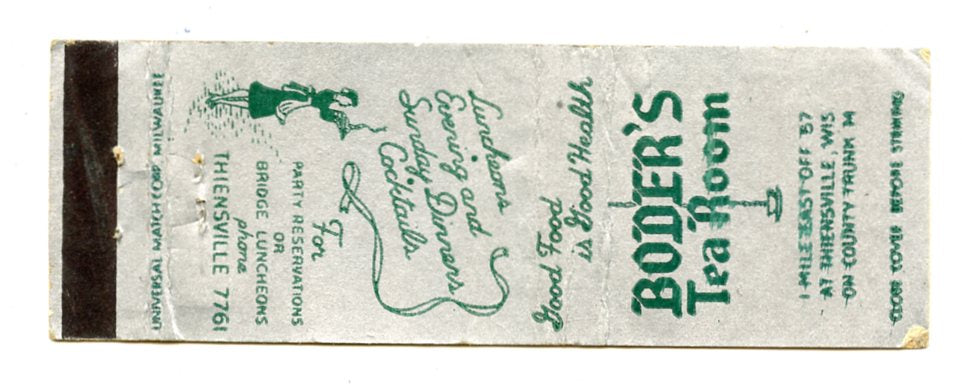 CLOSE COVER BEFORE STRIKING
1 MILE EAST OFF 57
AT THIENSVILLE WIS
ON COUNTY TRUNK M
BODER'S
Tea Room
Good Food
is Good Health
Luncheons
Evening and
Sunday Dinners
Cocktails
For
PARTY RESERVATIONS
OR
BRIDGE LUNCHEONS
phone
THIENSVILLE 7761
UNIVERSAL MATCH CORP. MILWAUKEE